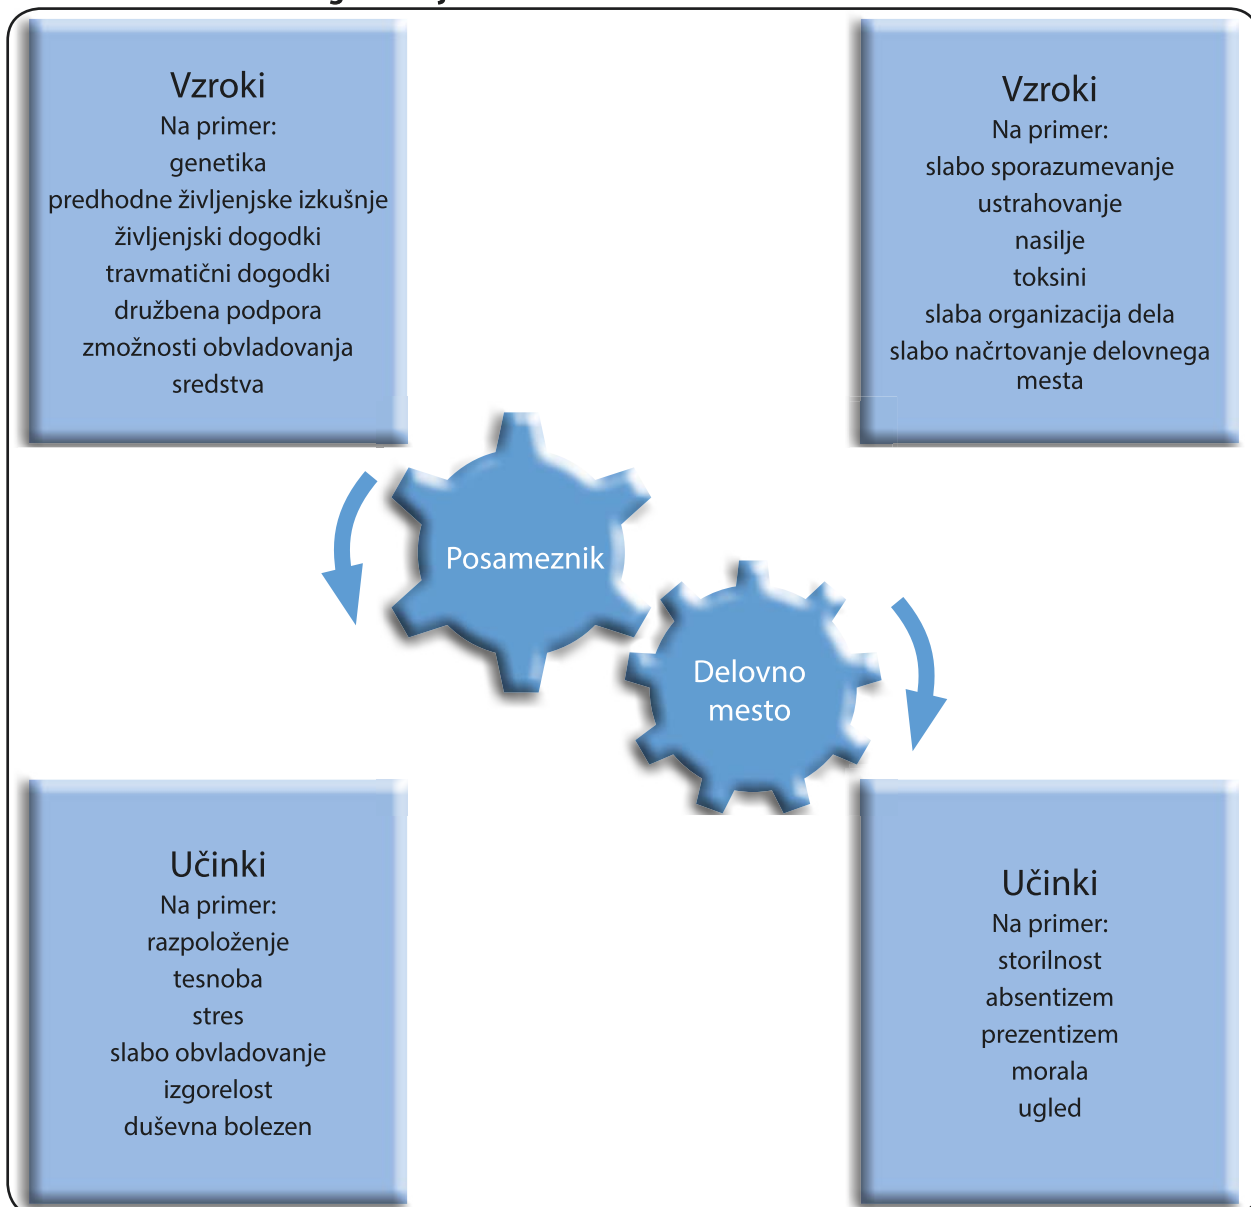 Vzroki
Na primer:
genetika
predhodne življenjske izkušnje
življenjski dogodki
travmatični dogodki
družbena podpora
zmožnosti obvladovanja
sredstva
Vzroki
Na primer:
slabo sporazumevanje
ustrahovanje
nasilje
toksini
slaba organizacija dela
slabo načrtovanje delovnega
mesta
Posameznik
Delovno
mesto
Učinki
Na primer:
razpoloženje
tesnoba
stres
slabo obvladovanje
izgorelost
duševna bolezen
Učinki
Na primer:
storilnost
absentizem
prezentizem
morala
ugled